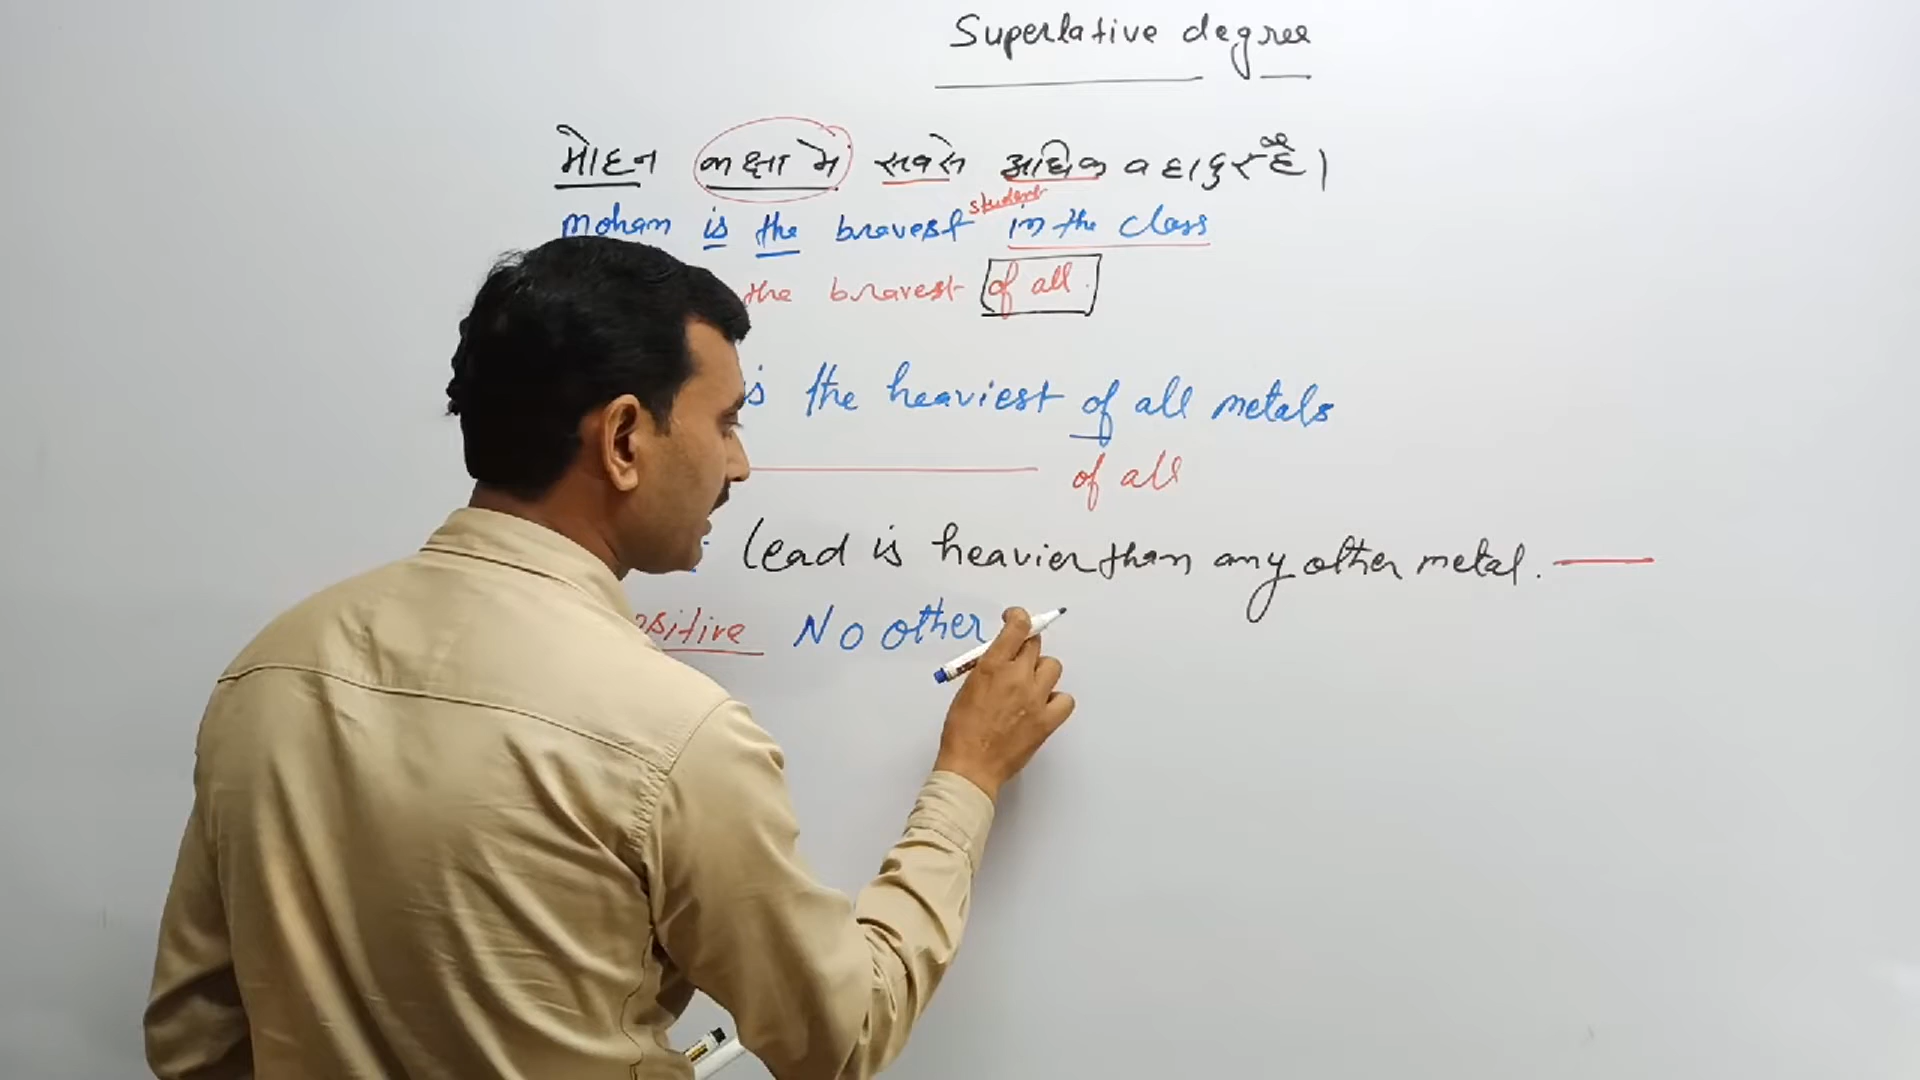 Superlative degree
मोहन कक्षा मे सबसे अधिक बहादुर है।
student
Mohan is the bravest in the class
the bravest of all.
is the heaviest of all metals
of all
lead is heavier than any other metal.
ositive No other